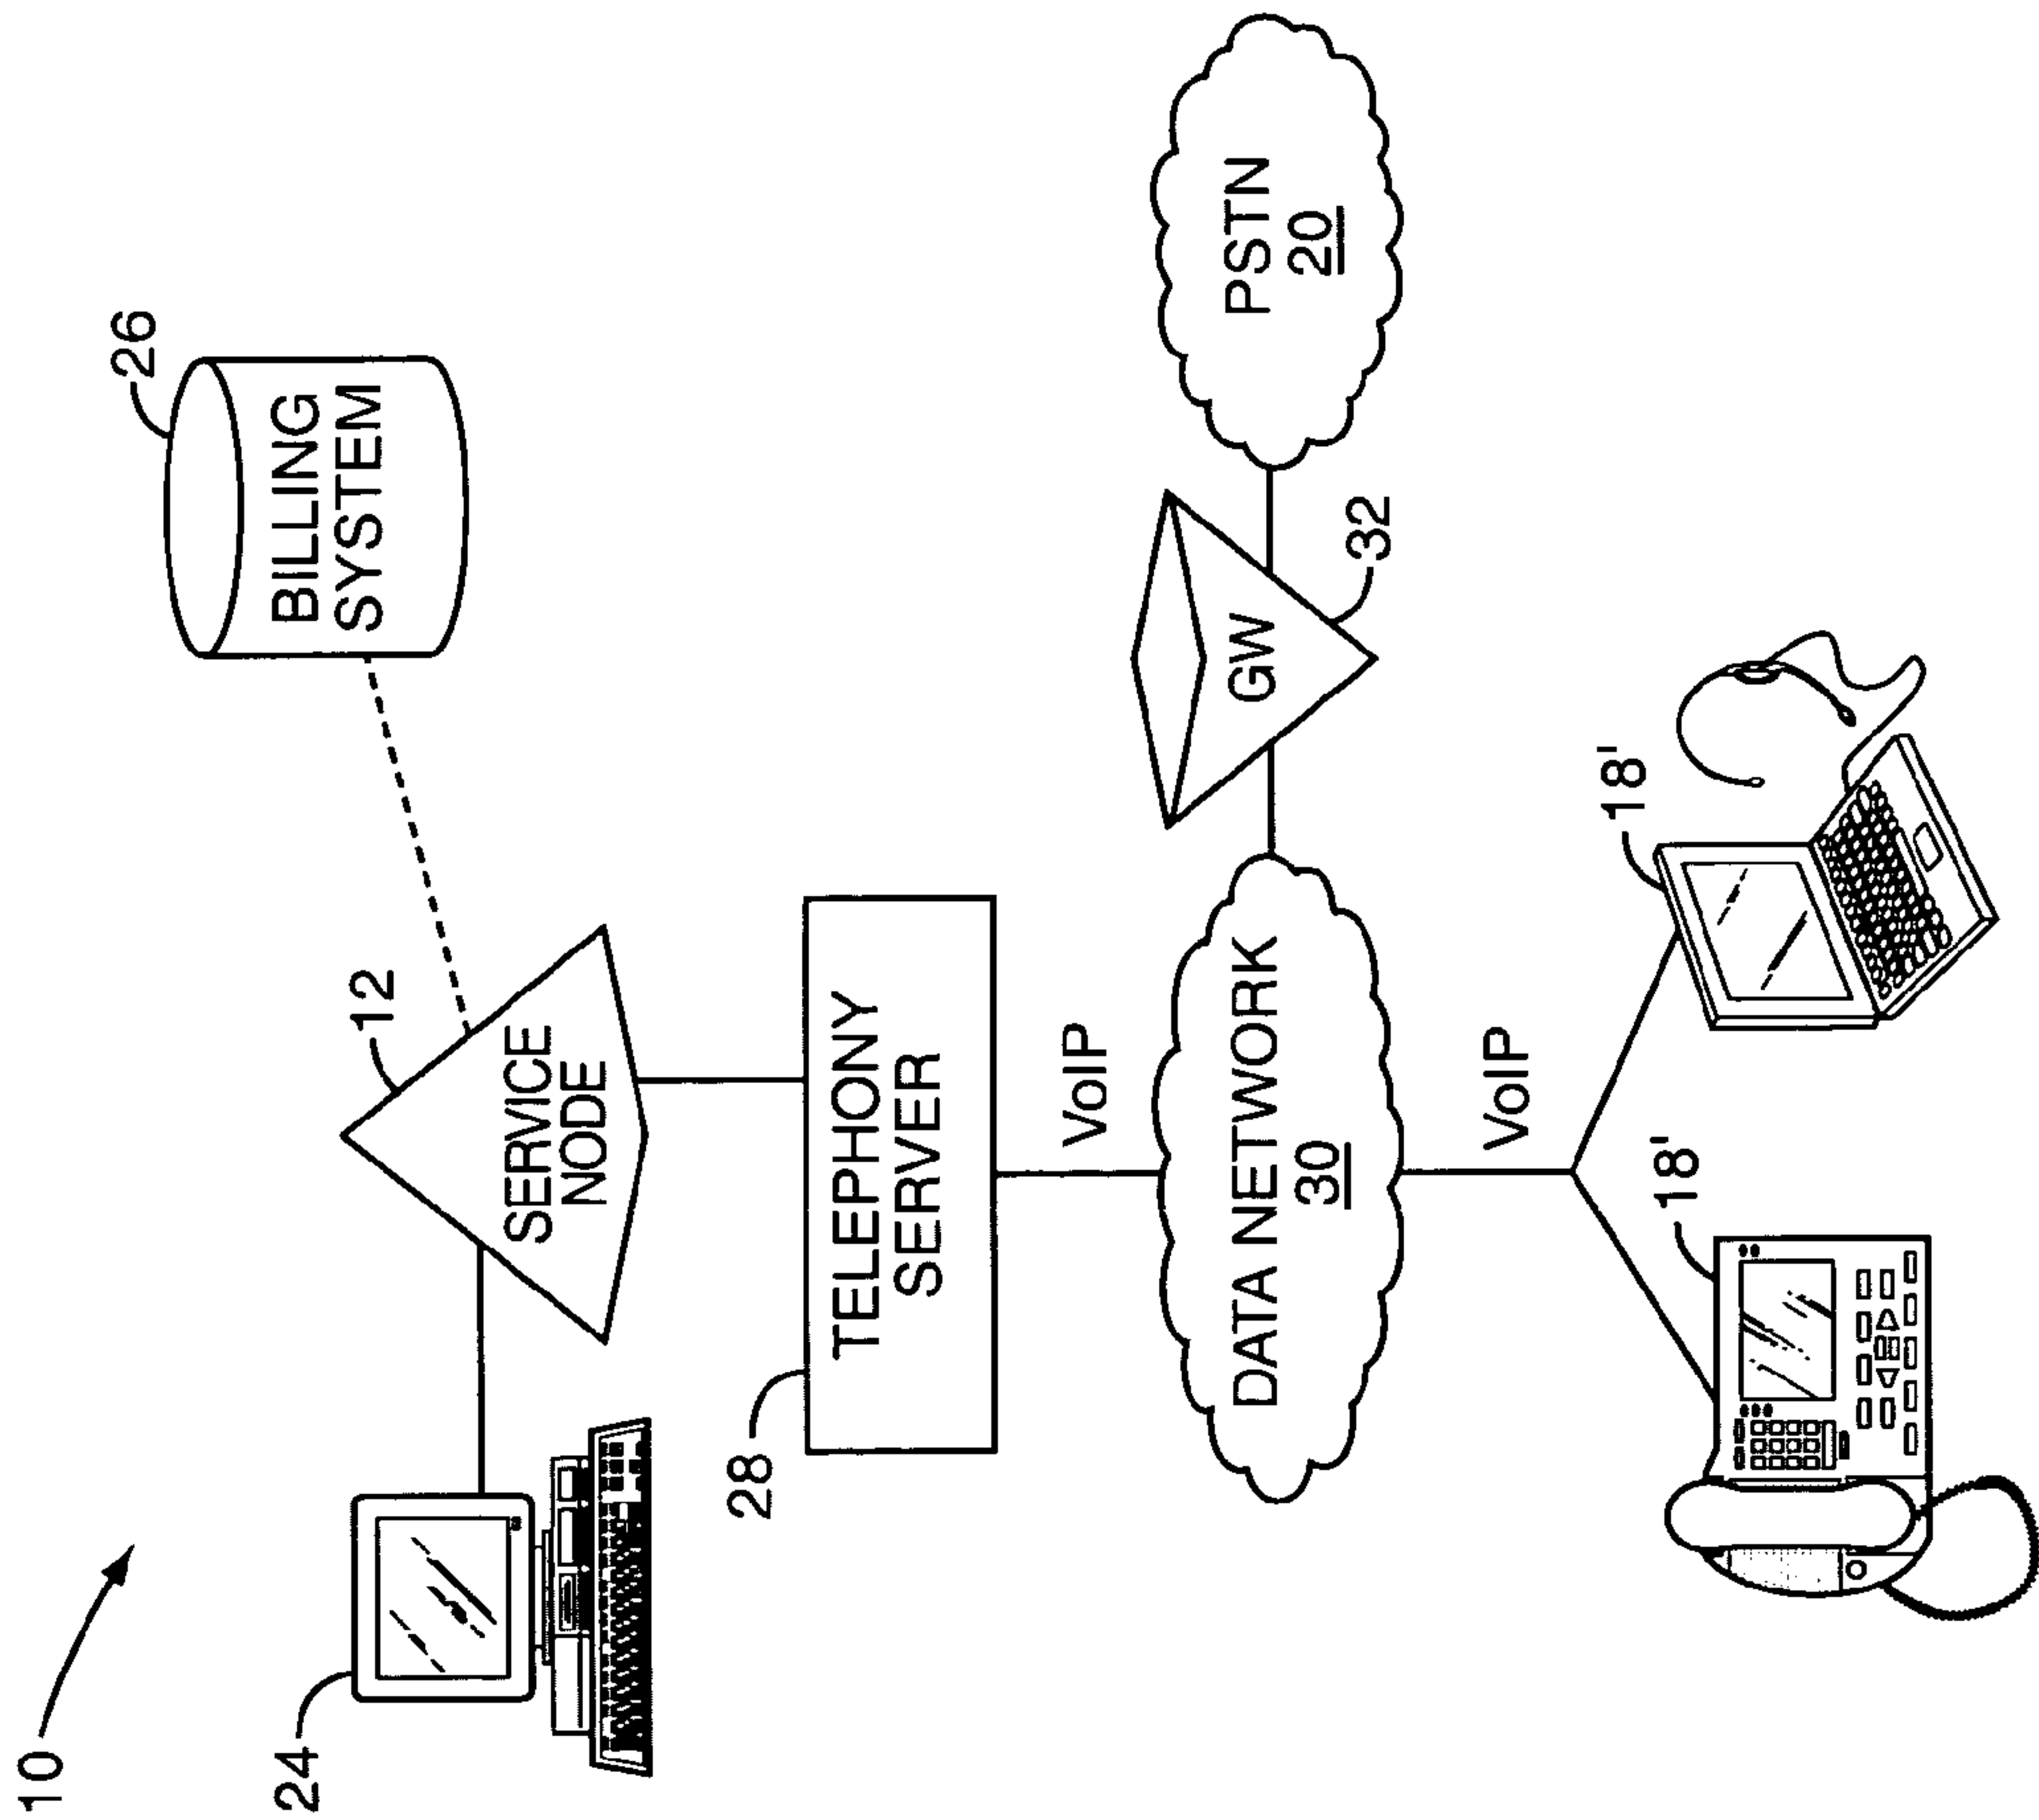 10
24
12
26
BILLING
SYSTEM
SERVICE
NODE
28
TELEPHONY
SERVER
VoIP
DATA NETWORK
30
GW
32
PSTN
20
VoIP
18'
18'